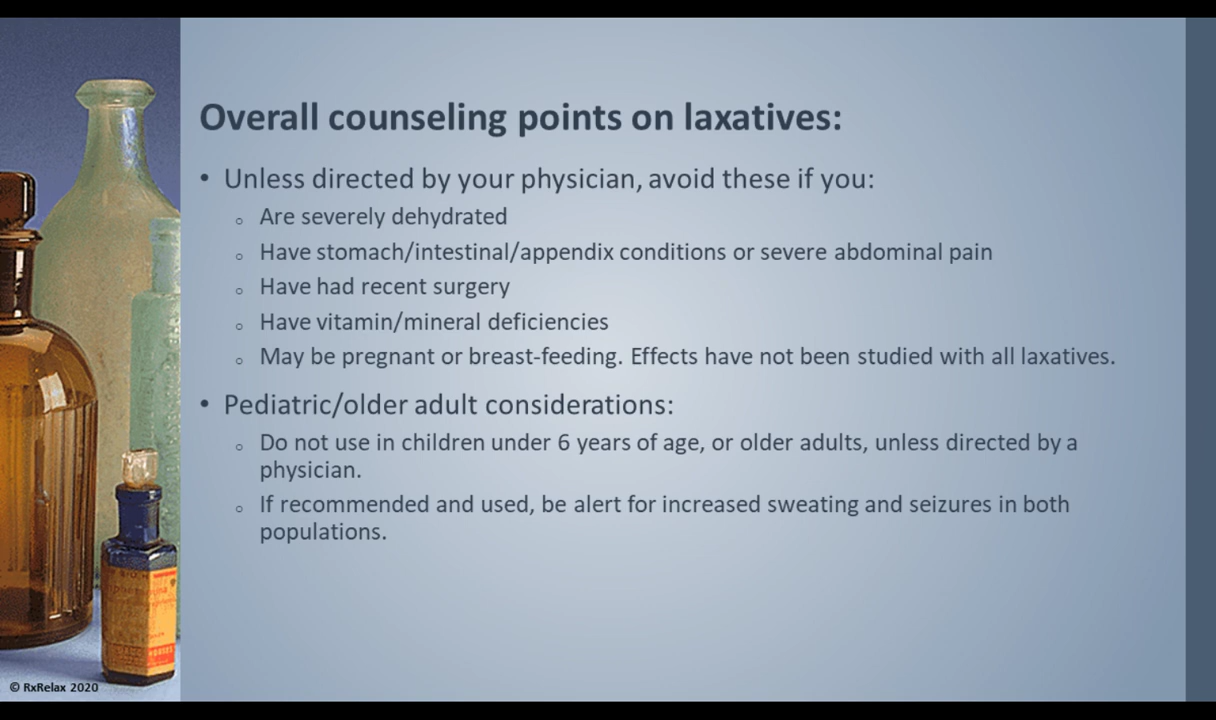 Overall counseling points on laxatives:
• Unless directed by your physician, avoid these if you:
○ Are severely dehydrated
○ Have stomach/intestinal/appendix conditions or severe abdominal pain
○ Have had recent surgery
○ Have vitamin/mineral deficiencies
○ May be pregnant or breast-feeding. Effects have not been studied with all laxatives.
• Pediatric/older adult considerations:
○ Do not use in children under 6 years of age, or older adults, unless directed by a
physician.
○ If recommended and used, be alert for increased sweating and seizures in both
populations.
© RxRelax 2020